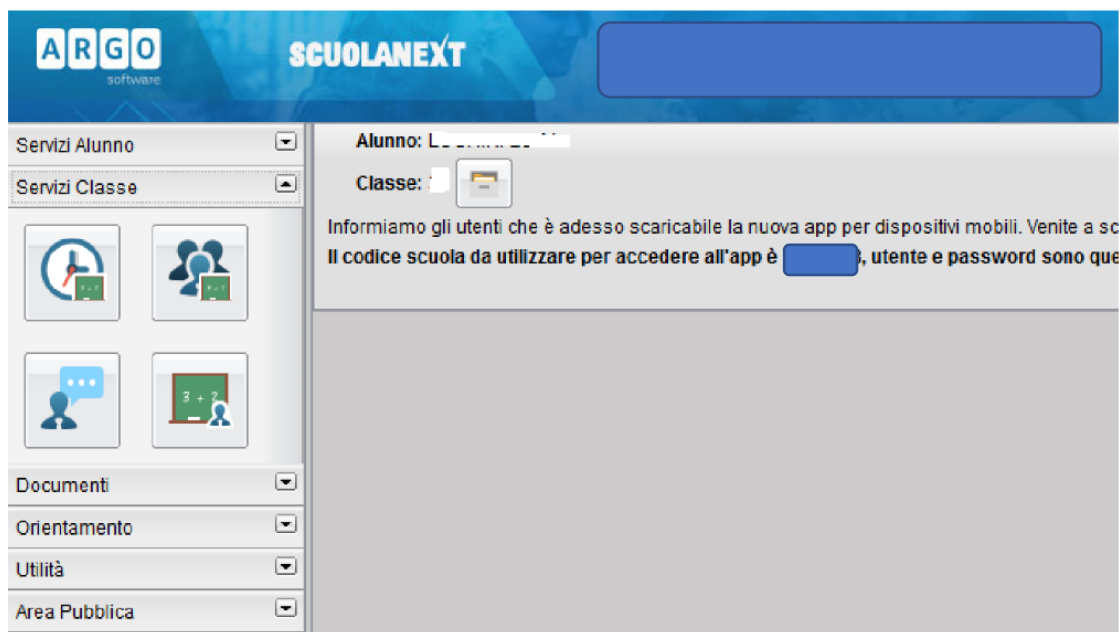 ARGO
software
SCUOLANEXT
Servizi Alunno
Servizi Classe
Documenti
Orientamento
Utilità
Area Pubblica
Alunno:
Classe:
Informiamo gli utenti che è adesso scaricabile la nuova app per dispositivi mobili. Venite a sc
Il codice scuola da utilizzare per accedere all'app è , utente e password sono que
3 + 2